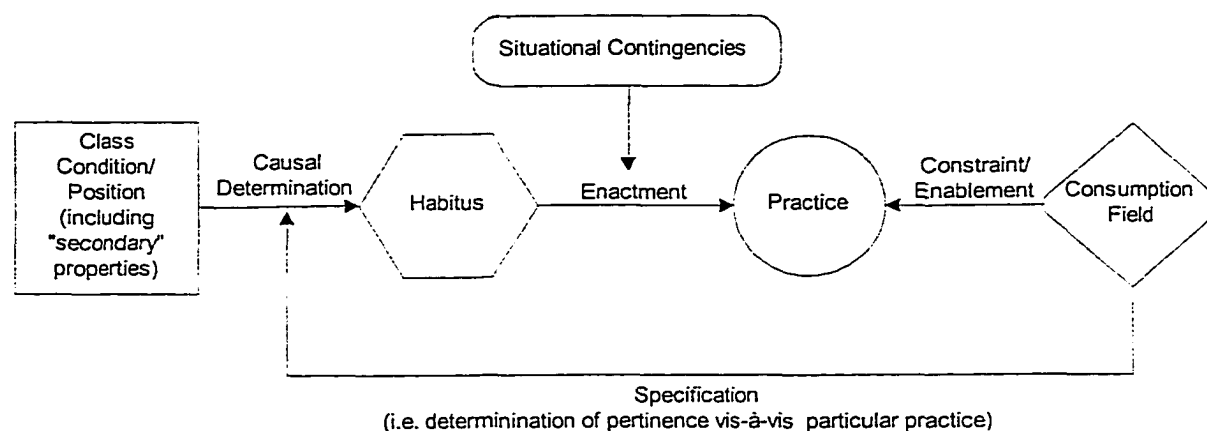 Situational Contingencies
Class
Condition/
Position
(including
"secondary"
properties)
Causal
Determination
Habitus
Enactment
Practice
Constraint/
Enablement
Consumption
Field
Specification
(i.e. determinination of pertinence vis-à-vis particular practice)